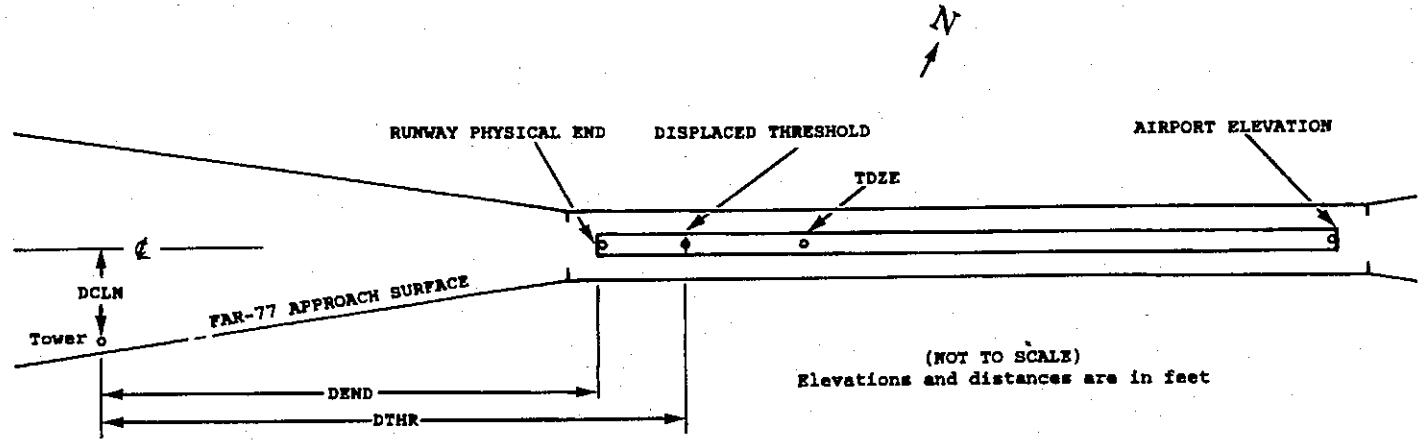 N
RUNWAY PHYSICAL END
DISPLACED THRESHOLD
AIRPORT ELEVATION
TDZE
℄
DCLN
FAR-77 APPROACH SURFACE
Tower
(NOT TO SCALE)
Elevations and distances are in feet
DEND
DTHR